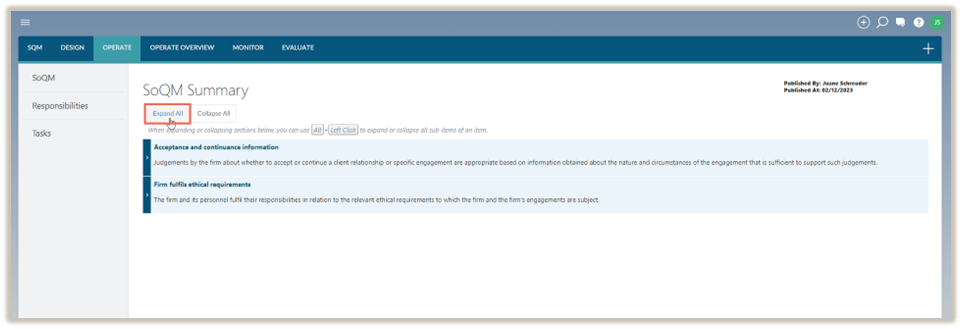 JS
SQM DESIGN OPERATE OPERATE OVERVIEW MONITOR EVALUATE
SoQM
Responsibilities
Tasks
SoQM Summary
Published By: Juane Schreuder
Published At: 02/12/2023
Expand All Collapse All
When expanding or collapsing sections below, you can use Alt + Left Click to expand or collapse all sub-items of an item.
Acceptance and continuance information
Judgements by the firm about whether to accept or continue a client relationship or specific engagement are appropriate based on information obtained about the nature and circumstances of the engagement that is sufficient to support such judgements.
Firm fulfils ethical requirements
The firm and its personnel fulfil their responsibilities in relation to the relevant ethical requirements to which the firm and the firm's engagements are subject.